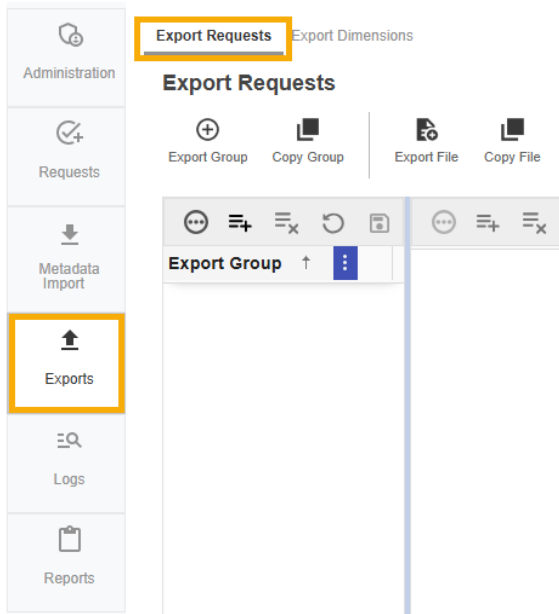 Administration
Requests
Metadata
Import
Exports
Logs
Reports
Export Requests Export Dimensions
Export Requests
Export Group Copy Group Export File Copy File
Export Group